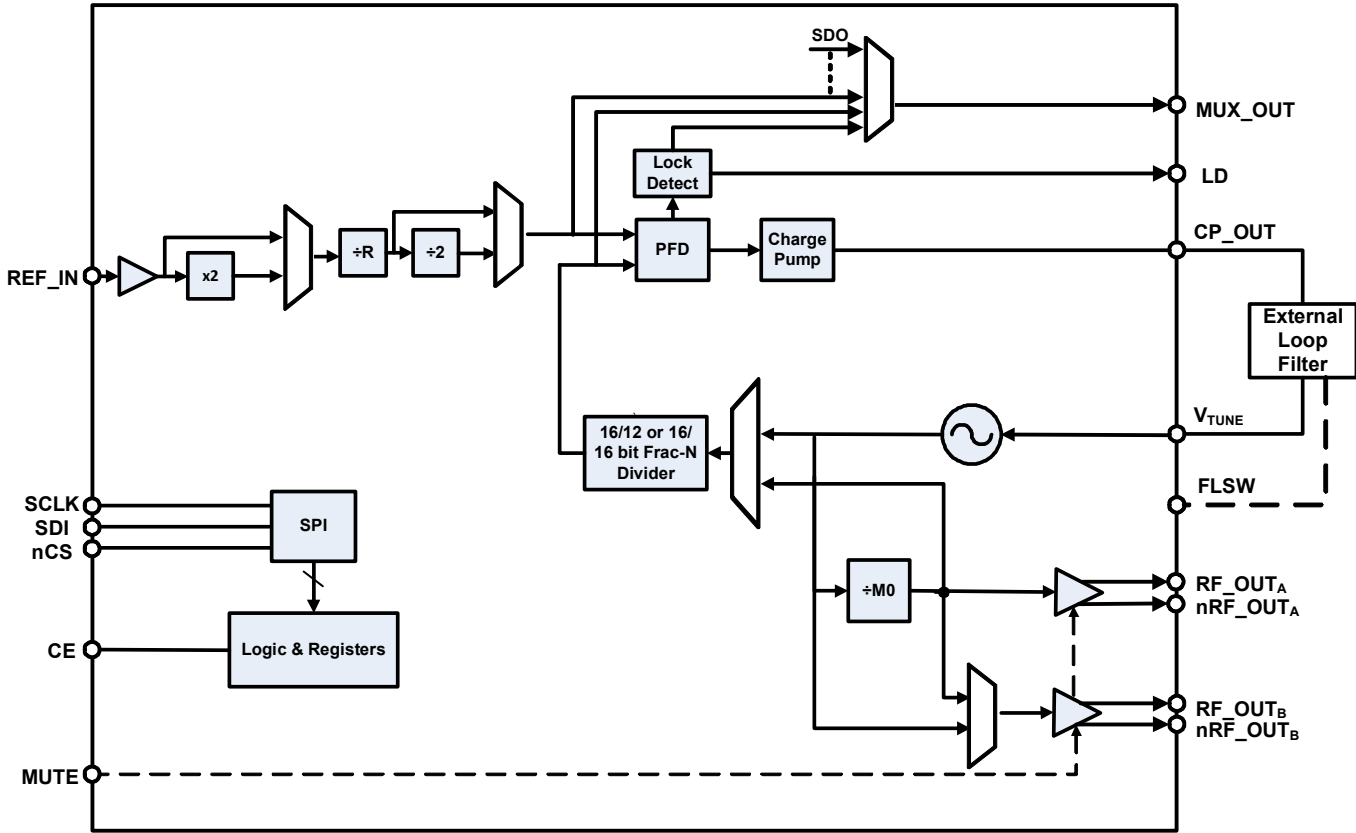 SDO
MUX_OUT
Lock
Detect
LD
CP_OUT
REF_IN
x2
÷R
÷2
PFD
Charge
Pump
External
Loop
Filter
VTUNE
16/12 or 16/
16 bit Frac-N
Divider
FLSW
SCLK
SDI
nCS
SPI
÷M0
RF_OUTA
nRF_OUTA
CE
Logic & Registers
RF_OUTB
nRF_OUTB
MUTE